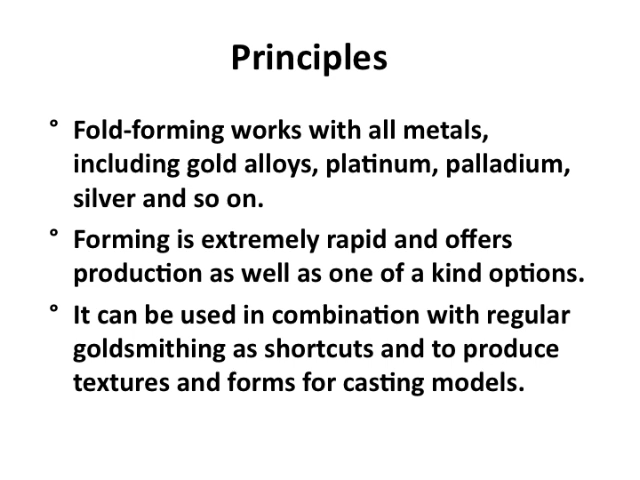 Principles
° Fold-forming works with all metals,
including gold alloys, platinum, palladium,
silver and so on.
° Forming is extremely rapid and offers
production as well as one of a kind options.
° It can be used in combination with regular
goldsmithing as shortcuts and to produce
textures and forms for casting models.